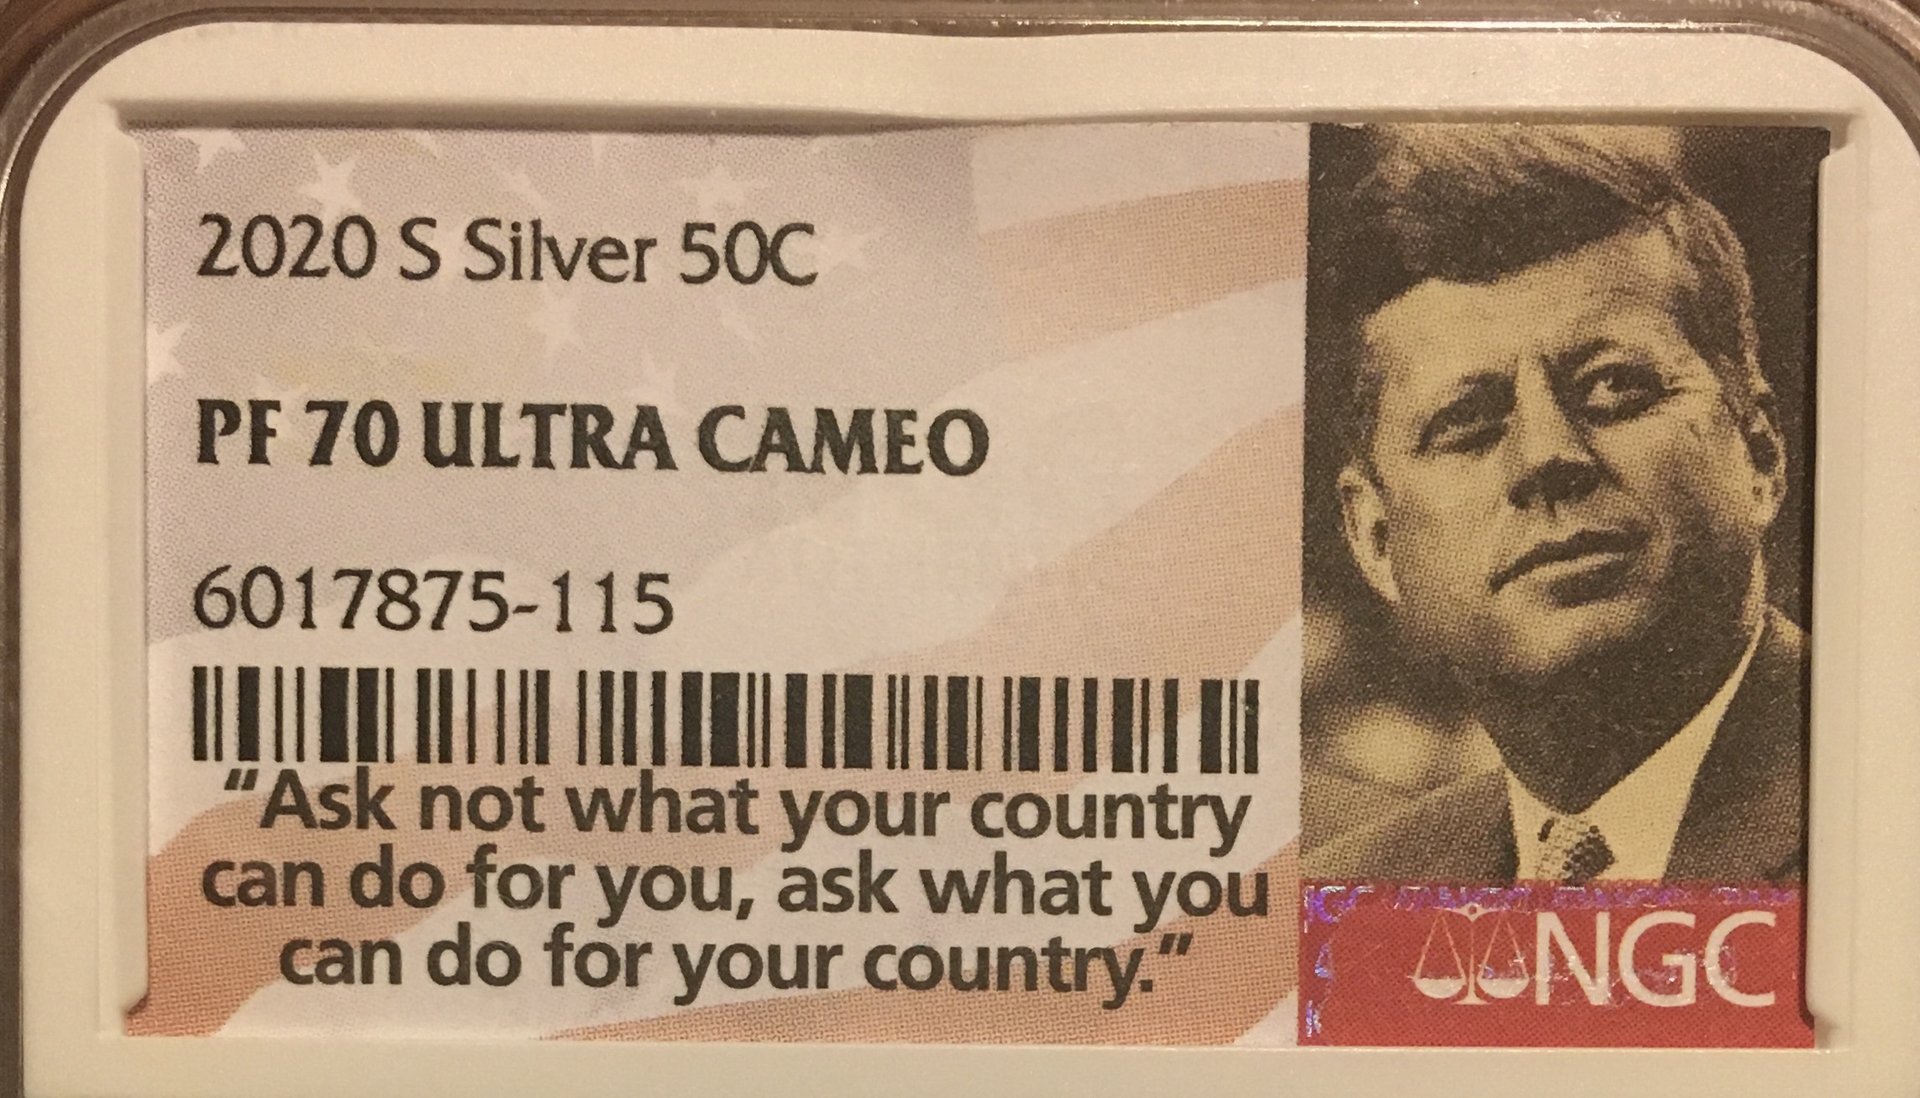 2020 S Silver 50C
PF 70 ULTRA CAMEO
6017875-115
“Ask not what your country
can do for you, ask what you
can do for your country.”
NGC